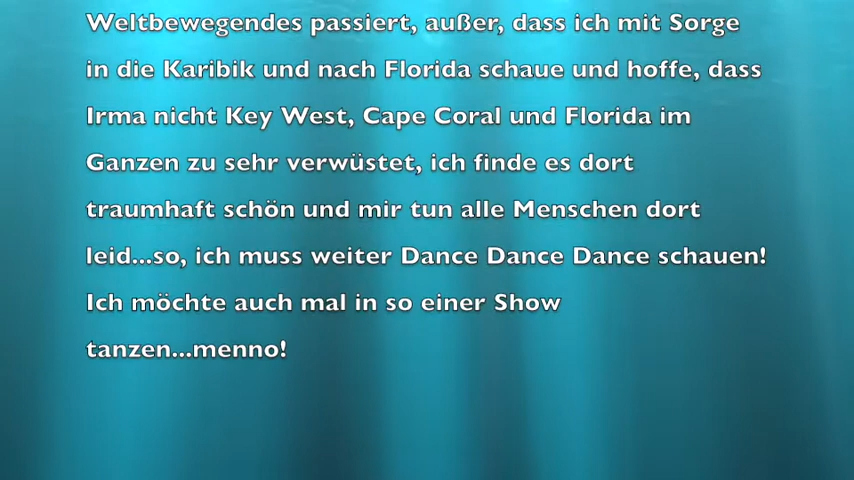 Weltbewegendes passiert, außer, dass ich mit Sorge
in die Karibik und nach Florida schaue und hoffe, dass
Irma nicht Key West, Cape Coral und Florida im
Ganzen zu sehr verwüstet, ich finde es dort
traumhaft schön und mir tun alle Menschen dort
leid...so, ich muss weiter Dance Dance Dance schauen!
Ich möchte auch mal in so einer Show
tanzen...menno!